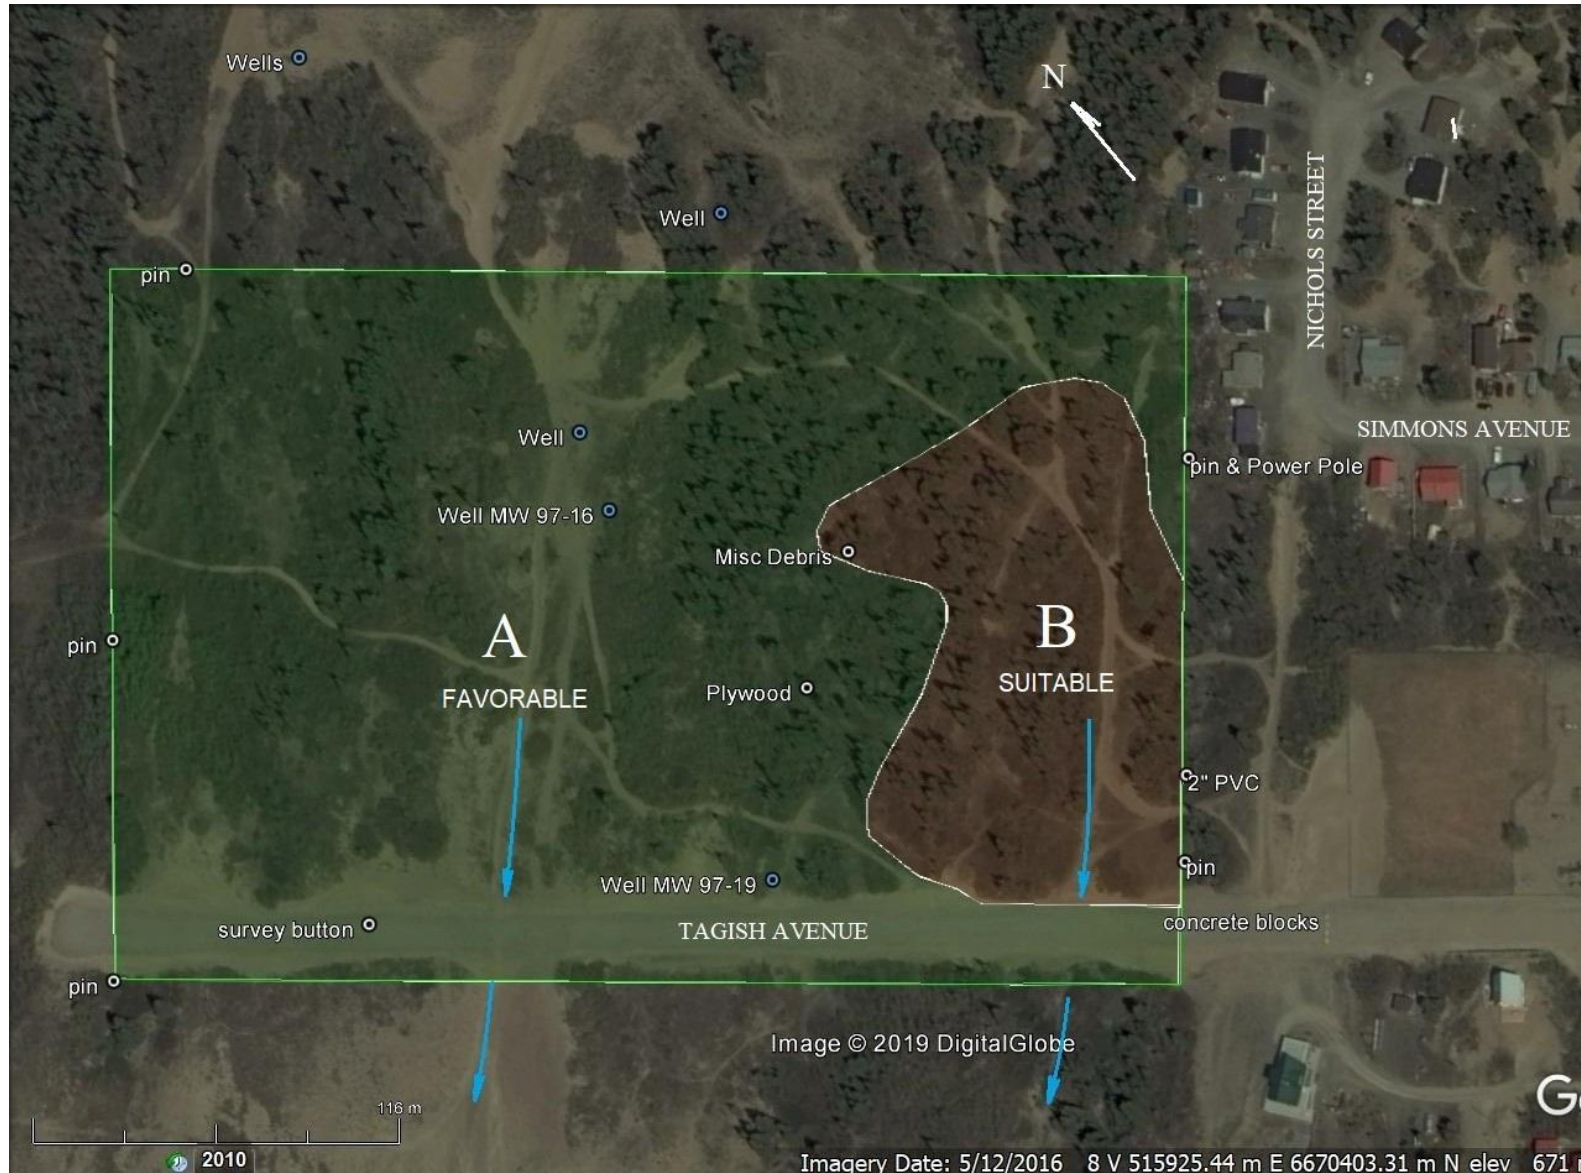 Wells
N
Well
NICHOLS STREET
pin
SIMMONS AVENUE
Well
pin & Power Pole
Well MW 97-16
Misc Debris
A
FAVORABLE
B
SUITABLE
pin
Plywood
2" PVC
pin
Well MW 97-19
survey button
TAGISH AVENUE
concrete blocks
pin
Image © 2019 DigitalGlobe
116 m
2010
Imagery Date: 5/12/2016 8 V 515925.44 m E 6670403.31 m N elev 671